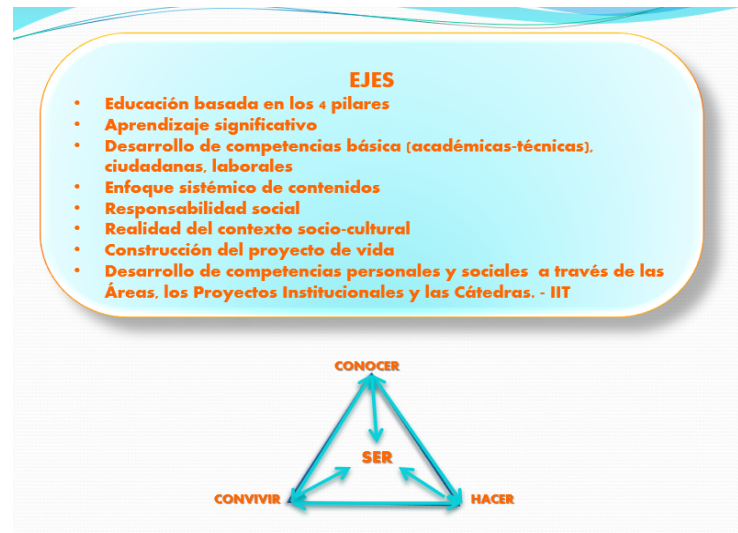 EJES
• Educación basada en los 4 pilares
• Aprendizaje significativo
• Desarrollo de competencias básica (académicas-técnicas),
ciudadanas, laborales
• Enfoque sistémico de contenidos
• Responsabilidad social
• Realidad del contexto socio-cultural
• Construcción del proyecto de vida
• Desarrollo de competencias personales y sociales a través de las
Áreas, los Proyectos Institucionales y las Cátedras. - IIT
CONOCER
SER
CONVIVIR
HACER